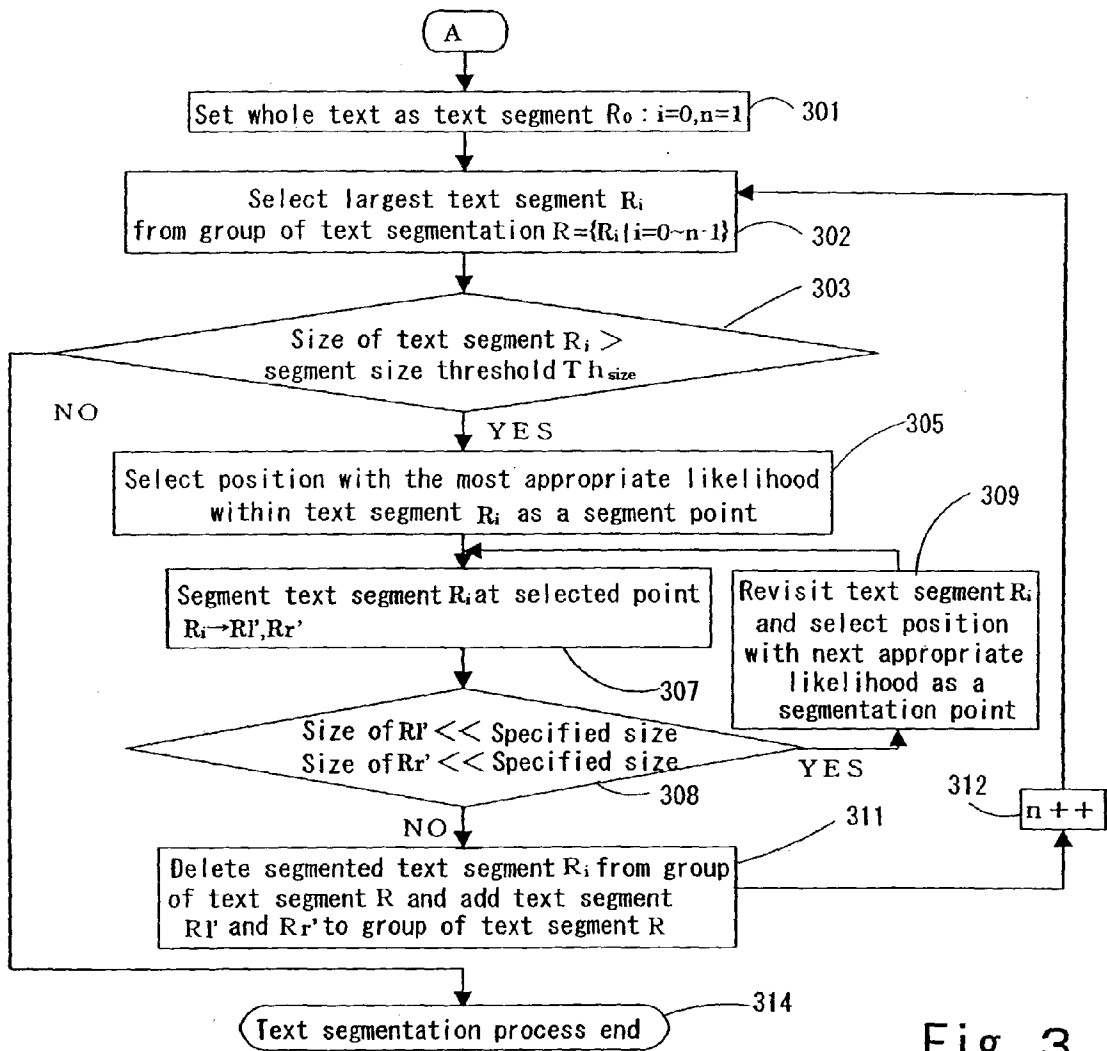 A
Set whole text as text segment R₀ : i=0,n=1
301
Select largest text segment Rᵢ
from group of text segmentation R={Rᵢ|i=0~n-1}
302
303
Size of text segment Rᵢ >
segment size threshold Th size
NO
YES
305
Select position with the most appropriate likelihood
within text segment Rᵢ as a segment point
309
Segment text segment Rᵢ at selected point
Rᵢ→Rl',Rr'
307
Revisit text segment Rᵢ
and select position
with next appropriate
likelihood as a
segmentation point
Size of Rl' << Specified size
Size of Rr' << Specified size
308
YES
NO
311
312
n++
Delete segmented text segment Rᵢ from group
of text segment R and add text segment
Rl' and Rr' to group of text segment R
314
Text segmentation process end
Fig. 3